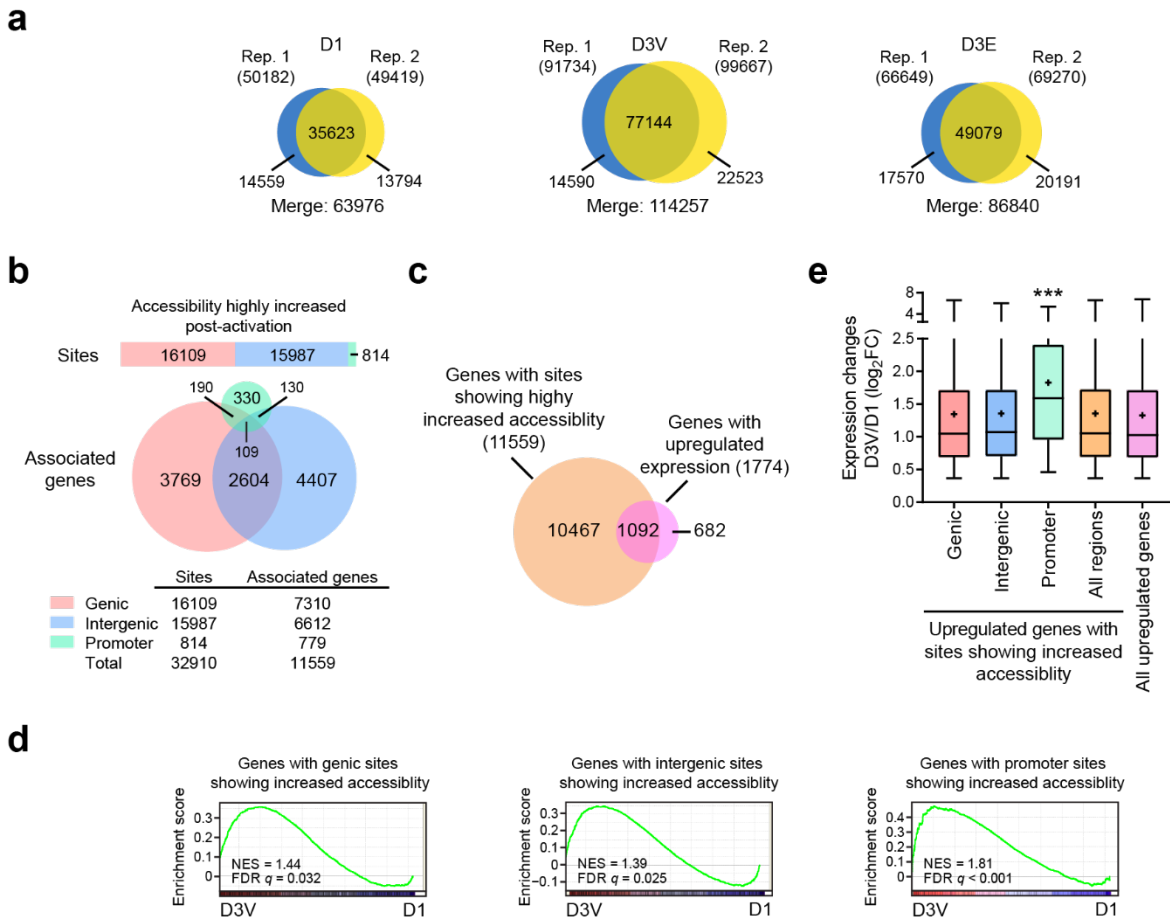 a
D1
Rep. 1
(50182)
Rep. 2
(49419)
35623
14559
13794
Merge: 63976
D3V
Rep. 1
(91734)
Rep. 2
(99667)
77144
14590
22523
Merge: 114257
D3E
Rep. 1
(66649)
Rep. 2
(69270)
49079
17570
20191
Merge: 86840
b
Accessibility highly increased
post-activation
Sites
16109
15987
814
190
330
130
109
Associated
genes
3769
2604
4407
Sites Associated genes
Genic 16109 7310
Intergenic 15987 6612
Promoter 814 779
Total 32910 11559
c
Genes with sites
showing highy
increased accessiblity
(11559)
Genes with
upregulated
expression (1774)
10467
1092
682
e
Expression changes
D3V/D1 (log₂FC)
8
4
2.5
2.0
1.5
1.0
0.5
0.0
***
Genic
Intergenic
Promoter
All regions
All upregulated genes
Upregulated genes with
sites showing increased
accessiblity
d
Genes with genic sites
showing increased accessiblity
Enrichment score
0.3
0.2
0.1
0
NES = 1.44
FDR q = 0.032
D3V D1
Genes with intergenic sites
showing increased accessiblity
Enrichment score
0.3
0.2
0.1
0
−0.1
NES = 1.39
FDR q = 0.025
D3V D1
Genes with promoter sites
showing increased accessiblity
Enrichment score
0.4
0.3
0.2
0.1
0
NES = 1.81
FDR q < 0.001
D3V D1